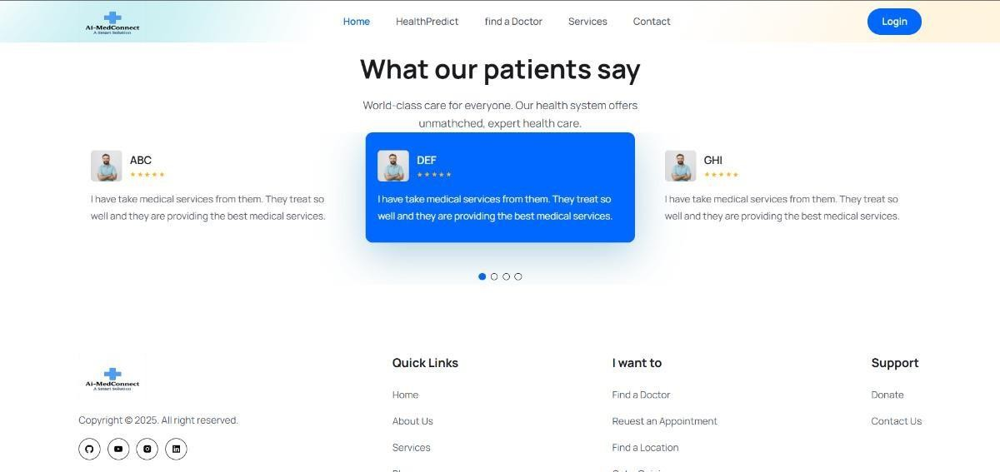 Ai-MedConnect
A Smart Solution
Home HealthPredict find a Doctor Services Contact
Login
What our patients say
World-class care for everyone. Our health system offers
unmathched, expert health care.
ABC
I have take medical services from them. They treat so
well and they are providing the best medical services.
DEF
I have take medical services from them. They treat so
well and they are providing the best medical services.
GHI
I have take medical services from them. They treat so
well and they are providing the best medical services.
Ai-MedConnect
A Smart Solution
Copyright © 2025. All right reserved.
Quick Links
Home
About Us
Services
I want to
Find a Doctor
Reuest an Appointment
Find a Location
Support
Donate
Contact Us